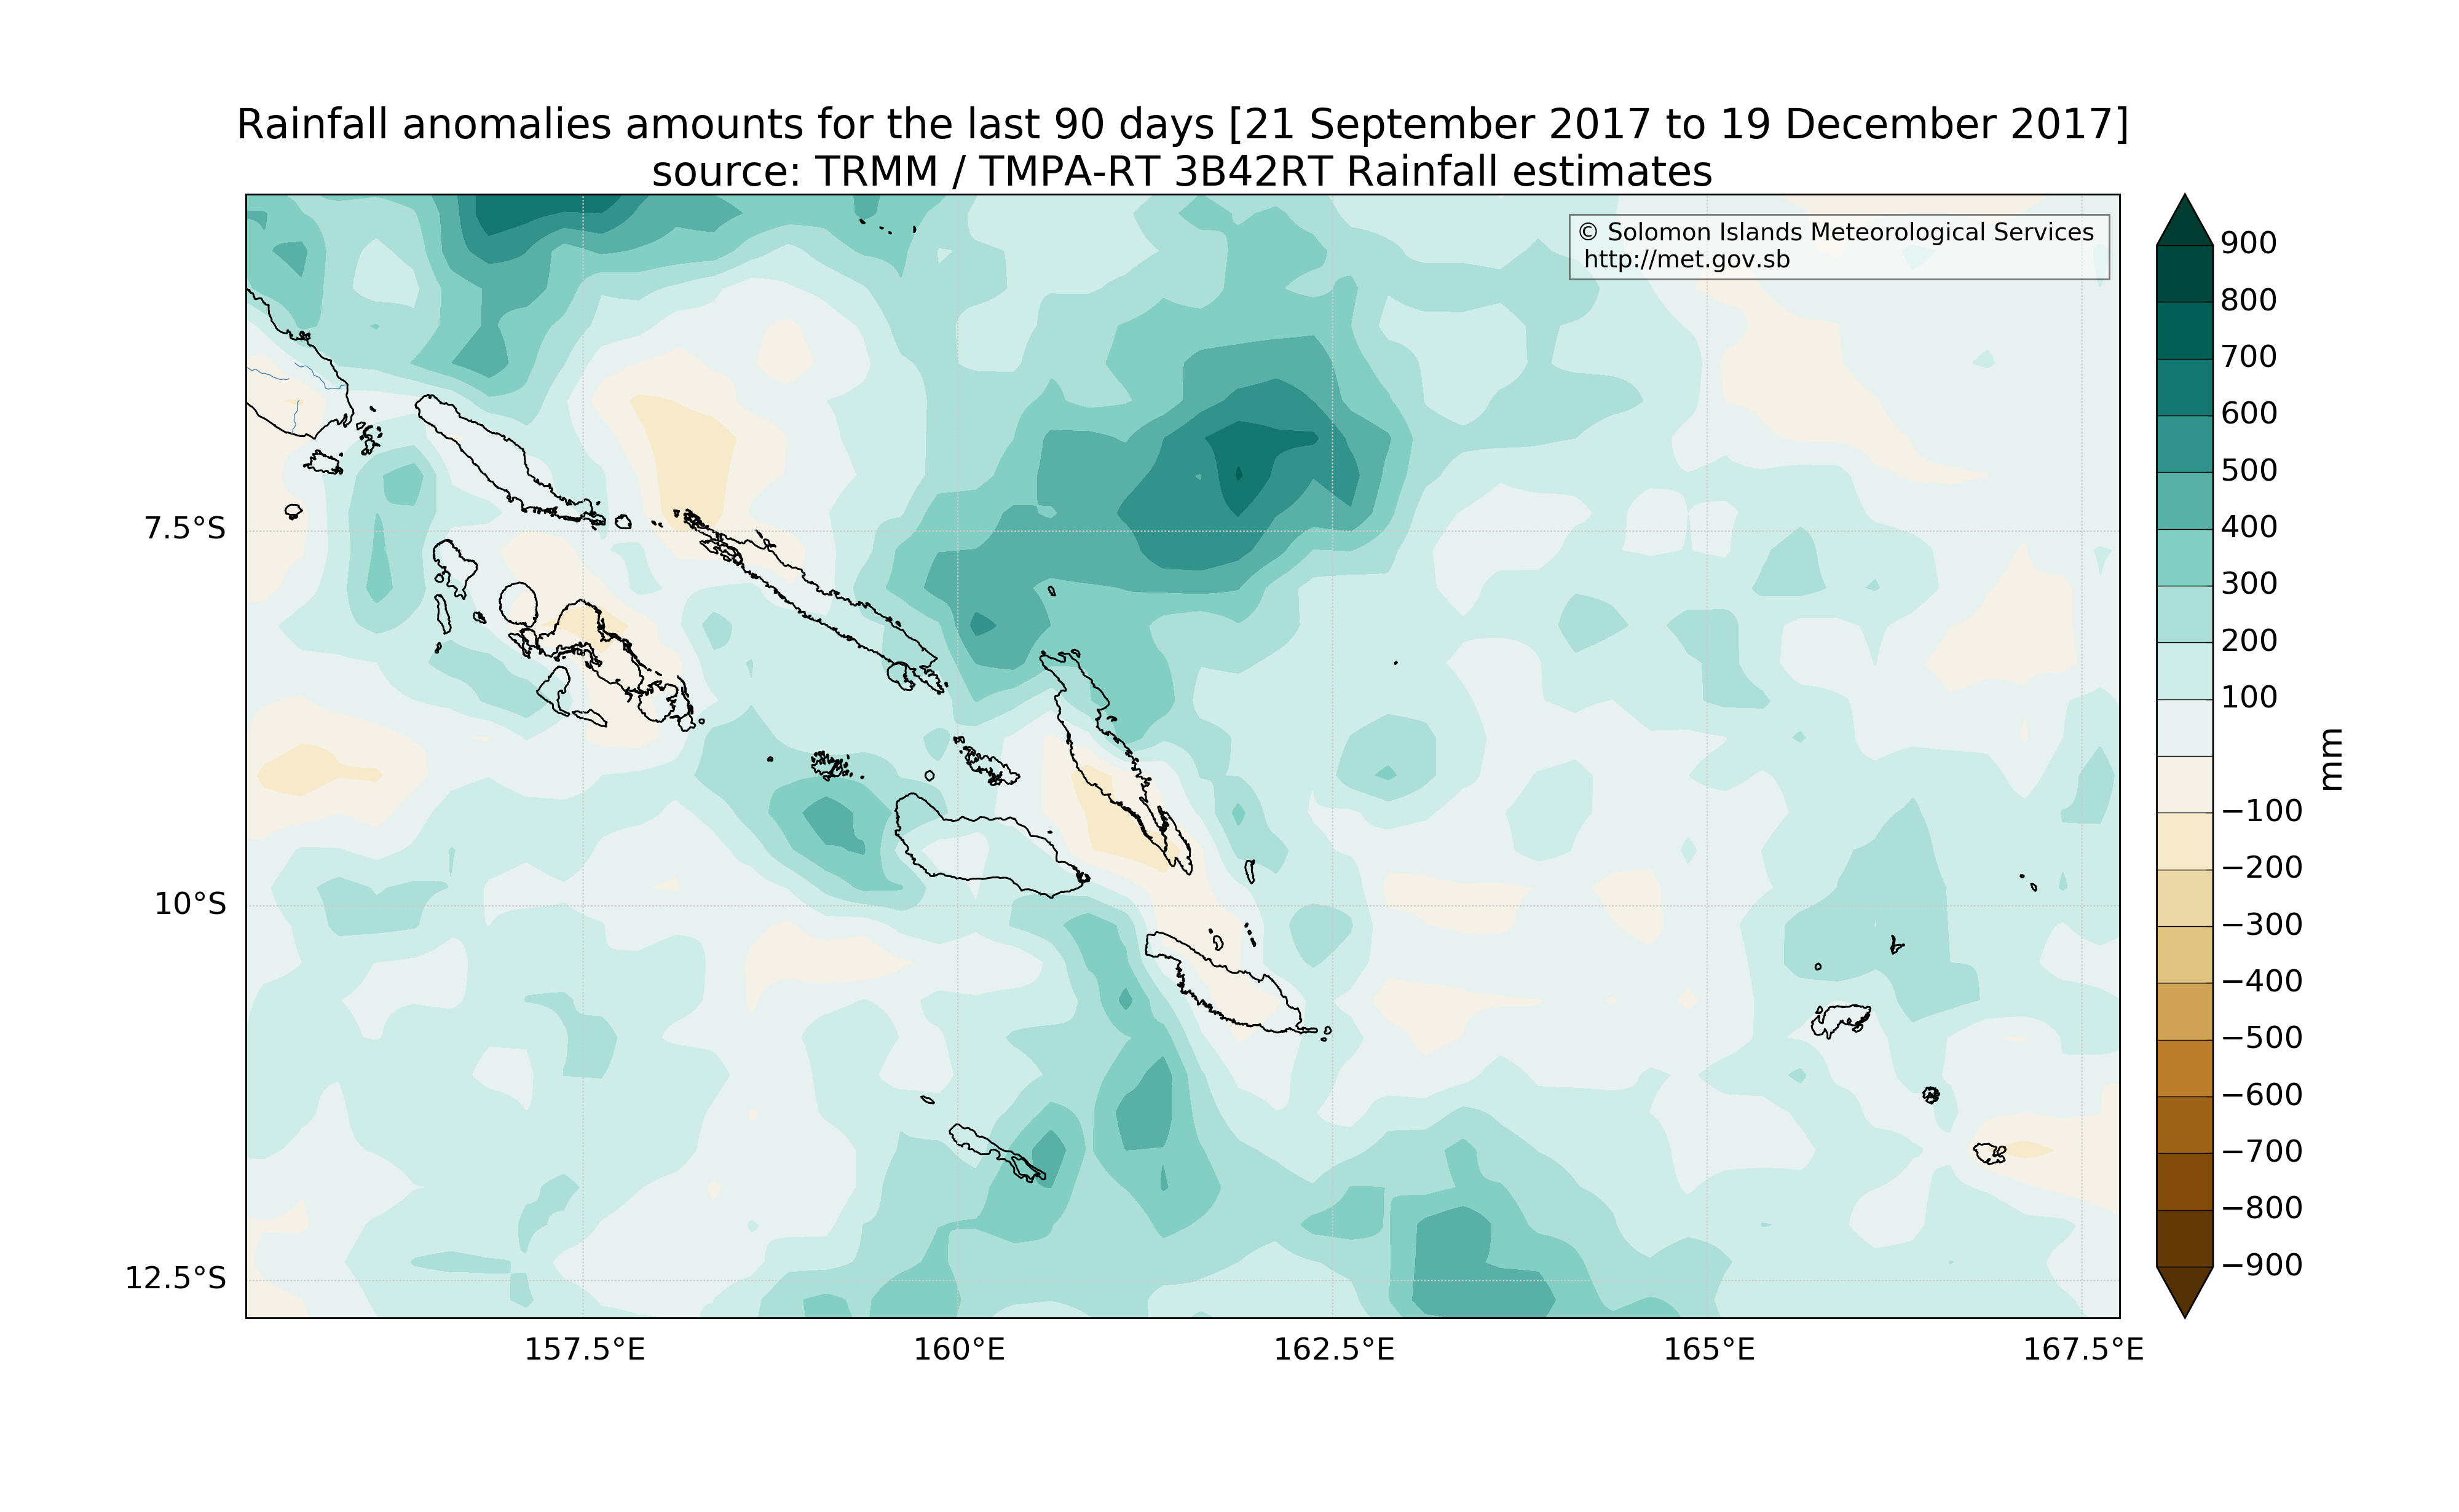 Rainfall anomalies amounts for the last 90 days [21 September 2017 to 19 December 2017]
source: TRMM / TMPA-RT 3B42RT Rainfall estimates
© Solomon Islands Meteorological Services
http://met.gov.sb
7.5°S
10°S
12.5°S
157.5°E
160°E
162.5°E
165°E
167.5°E
900
800
700
600
500
400
300
200
100
−100
−200
−300
−400
−500
−600
−700
−800
−900
mm